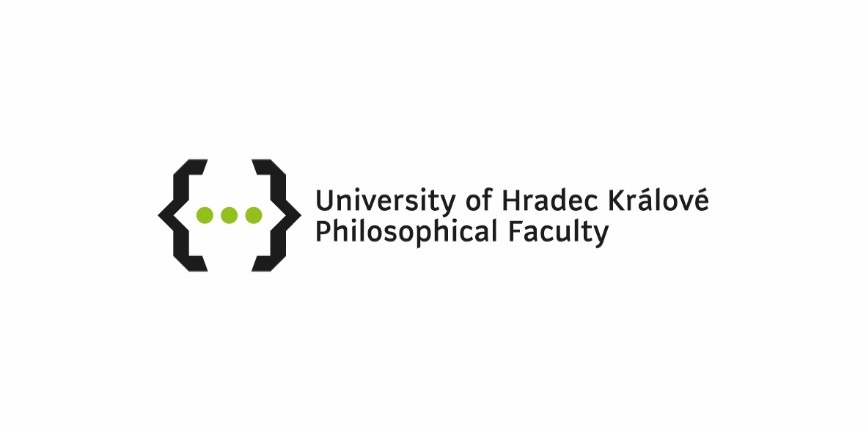 University of Hradec Králové
Philosophical Faculty